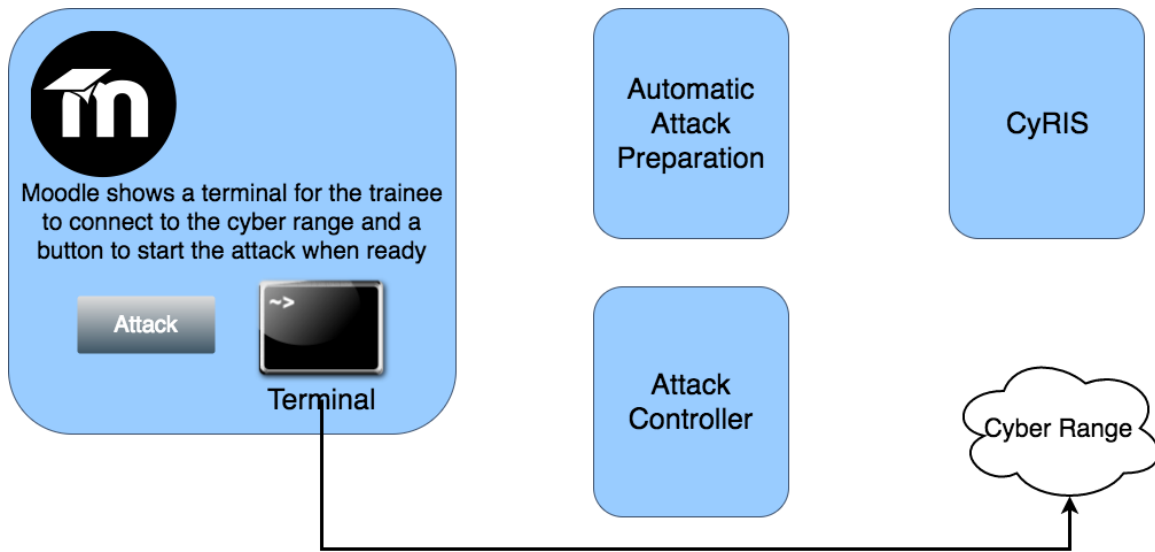 m
Moodle shows a terminal for the trainee
to connect to the cyber range and a
button to start the attack when ready
Attack
~>
Terminal
Automatic
Attack
Preparation
CyRIS
Attack
Controller
Cyber Range